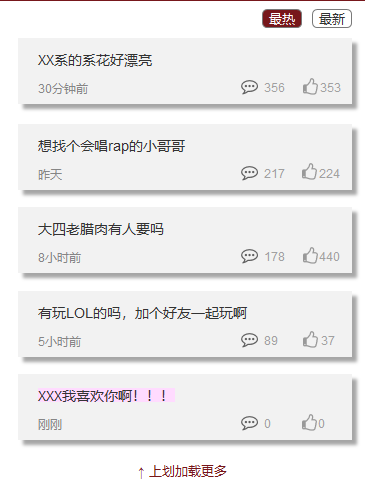 最热 最新
XX系的系花好漂亮
30分钟前 356 353
想找个会唱rap的小哥哥
昨天 217 224
大四老腊肉有人要吗
8小时前 178 440
有玩LOL的吗，加个好友一起玩啊
5小时前 89 37
XXX我喜欢你啊！！！
刚刚 0 0
↑ 上划加载更多